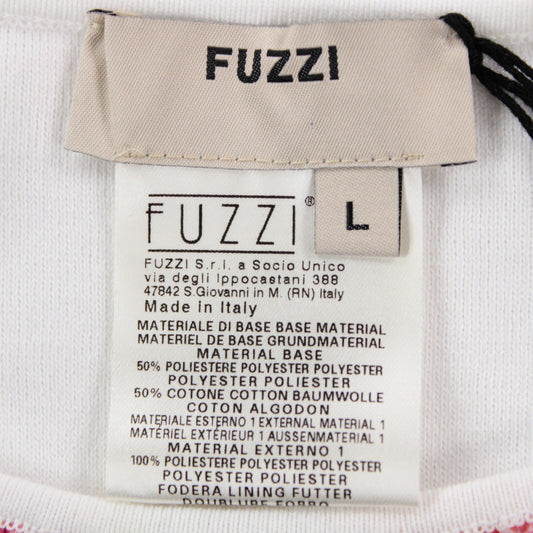 FUZZI
L
FUZZI®
FUZZI S.r.l. a Socio Unico
via degli Ippocastani 388
47842 S.Giovanni in M. (RN) Italy
Made in Italy
MATERIALE DI BASE BASE MATERIAL
MATERIEL DE BASE GRUNDMATERIAL
MATERIAL BASE
50% POLIESTERE POLYESTER POLYESTER
POLYESTER POLIESTER
50% COTONE COTTON BAUMWOLLE
COTON ALGODON
MATERIALE ESTERNO 1 EXTERNAL MATERIAL 1
MATÉRIEL EXTÉRIEUR 1 AUSSENMATERIAL 1
MATERIAL EXTERNO 1
100% POLIESTERE POLYESTER POLYESTER
POLYESTER POLIESTER
FODERA LINING FUTTER
DOUBLURE FORRO